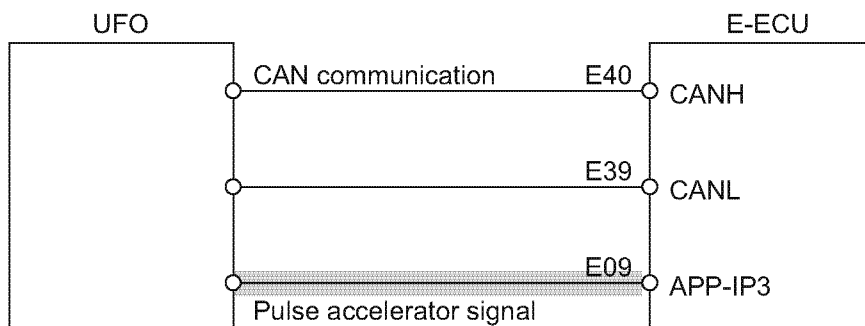 UFO E-ECU
CAN communication E40 CANH
E39 CANL
E09 APP-IP3
Pulse accelerator signal